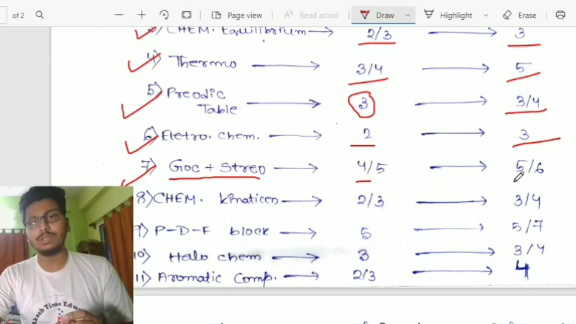 of 2
Page view
A
Read aloud
Draw
Highlight
Erase
CHEM. Equilibrium → 2/3 → 3
4) Thermo → 3/4 → 5
5) Preodic Table → 3 → 3/4
6) Eletro. chem. → 2 → 3
7) Goc + Streo → 4/5 → 5/6
8) CHEM. Kinaticen → 2/3 → 3/4
9) P-D-F block → 5 → 5/7
10) Halo chem → 3 → 3/4
11) Aromatic Comp. → 2/3 → 4
Time Edu